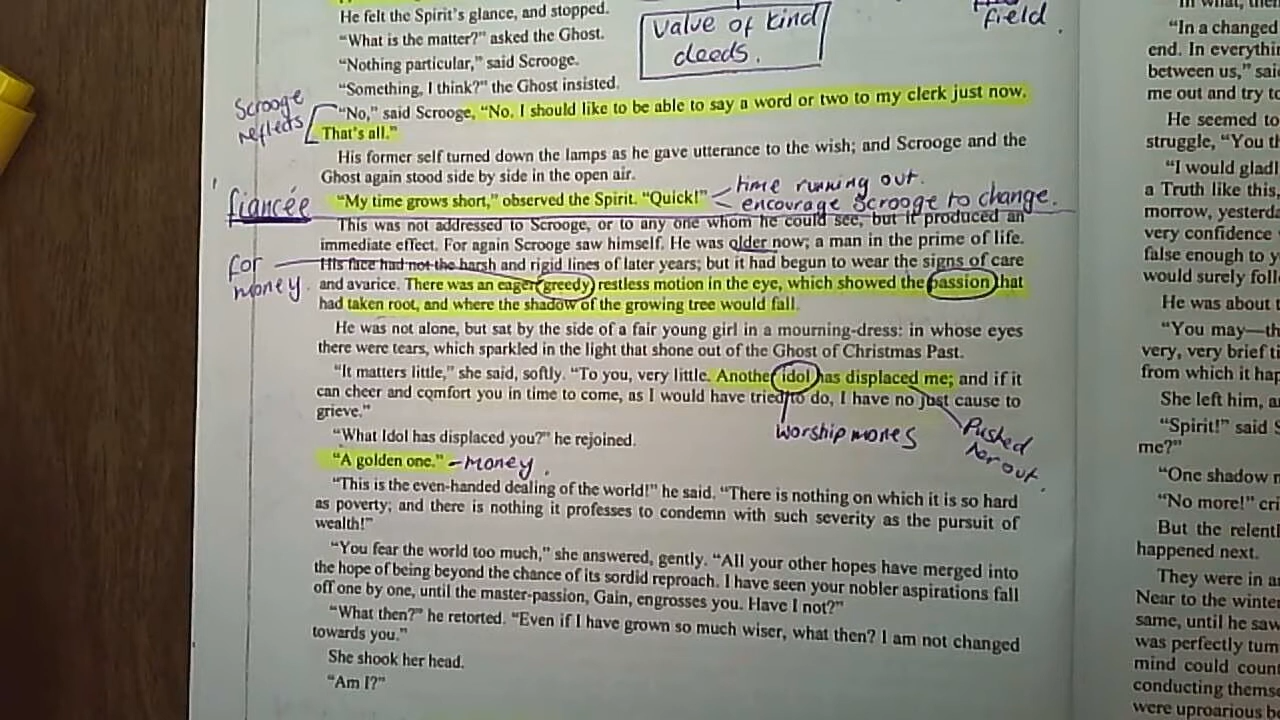 He felt the Spirit's glance, and stopped.
"What is the matter?" asked the Ghost.
"Nothing particular," said Scrooge.
"Something, I think?" the Ghost insisted.
"No," said Scrooge, "No. I should like to be able to say a word or two to my clerk just now.
That's all."
His former self turned down the lamps as he gave utterance to the wish; and Scrooge and the
Ghost again stood side by side in the open air.
"My time grows short," observed the Spirit. "Quick!"
This was not addressed to Scrooge, or to any one whom he could see, but it produced an
immediate effect. For again Scrooge saw himself. He was older now; a man in the prime of life.
His face had not the harsh and rigid lines of later years; but it had begun to wear the signs of care
and avarice. There was an eager, greedy, restless motion in the eye, which showed the passion that
had taken root, and where the shadow of the growing tree would fall.
He was not alone, but sat by the side of a fair young girl in a mourning-dress: in whose eyes
there were tears, which sparkled in the light that shone out of the Ghost of Christmas Past.
"It matters little," she said, softly. "To you, very little. Another idol has displaced me; and if it
can cheer and comfort you in time to come, as I would have tried to do, I have no just cause to
grieve."
"What Idol has displaced you?" he rejoined.
"A golden one."
"This is the even-handed dealing of the world!" he said. "There is nothing on which it is so hard
as poverty; and there is nothing it professes to condemn with such severity as the pursuit of
wealth!"
"You fear the world too much," she answered, gently. "All your other hopes have merged into
the hope of being beyond the chance of its sordid reproach. I have seen your nobler aspirations fall
off one by one, until the master-passion, Gain, engrosses you. Have I not?"
"What then?" he retorted. "Even if I have grown so much wiser, what then? I am not changed
towards you."
She shook her head.
"Am I?"
value of kind
deeds.
field.
Scrooge
reflects
time running out.
encourage Scrooge to change.
fiancée
for
money.
worship mones
Pushed
her out.
-money.
"In a changed
end. In everythi
between us," sai
me out and try to
He seemed to
struggle, "You th
"I would gladl
a Truth like this,
morrow, yesterd
very confidence
false enough to y
would surely foll
He was about
"You may—th
very, very brief ti
from which it hap
She left him, a
"Spirit!" said S
me?"
"One shadow
"No more!" cri
But the relentl
happened next.
They were in a
Near to the winte
same, until he saw
was perfectly tum
mind could coun
conducting thems
were uproarious b